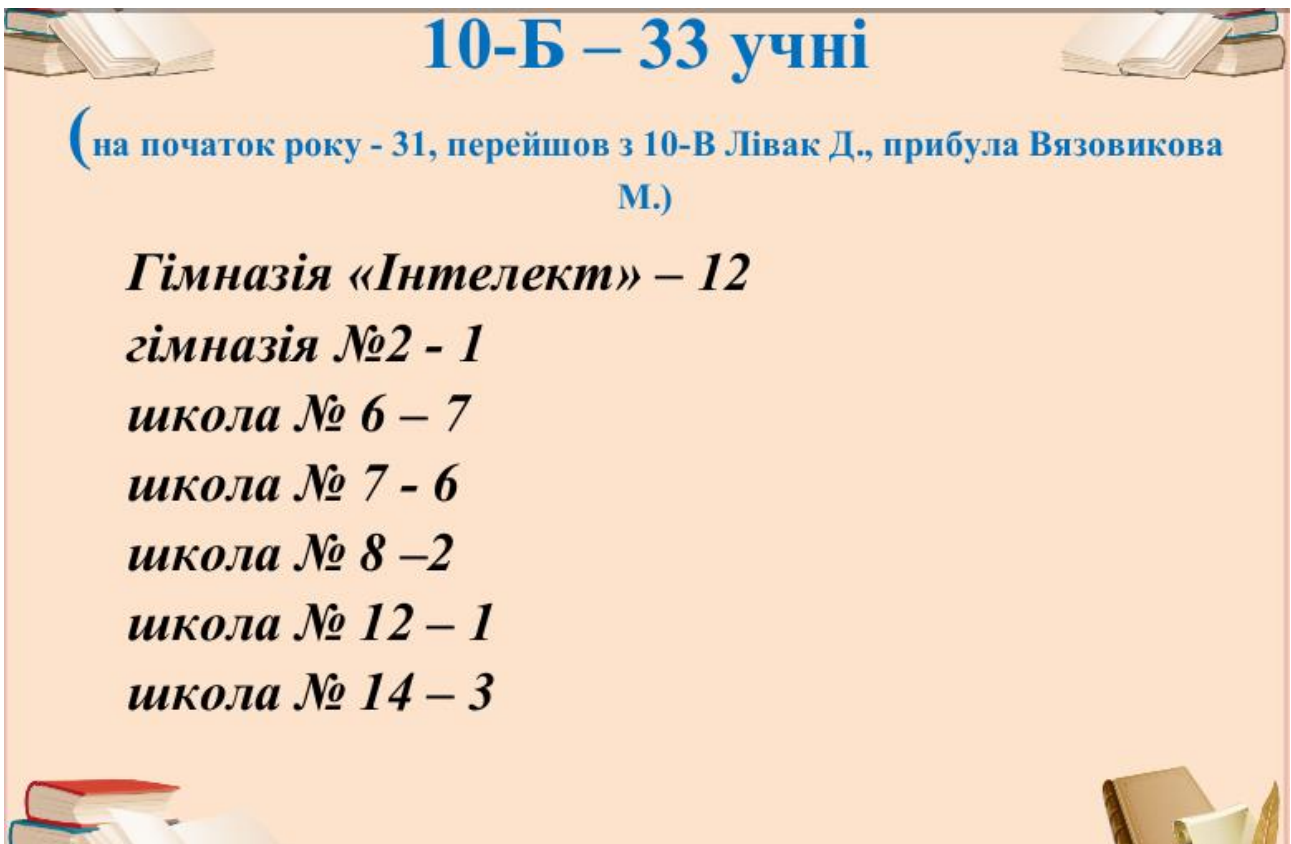 10-Б – 33 учні
(на початок року - 31, перейшов з 10-В Лівак Д., прибула Вязовикова
М.)
Гімназія «Інтелект» – 12
гімназія №2 - 1
школа № 6 – 7
школа № 7 - 6
школа № 8 –2
школа № 12 – 1
школа № 14 – 3